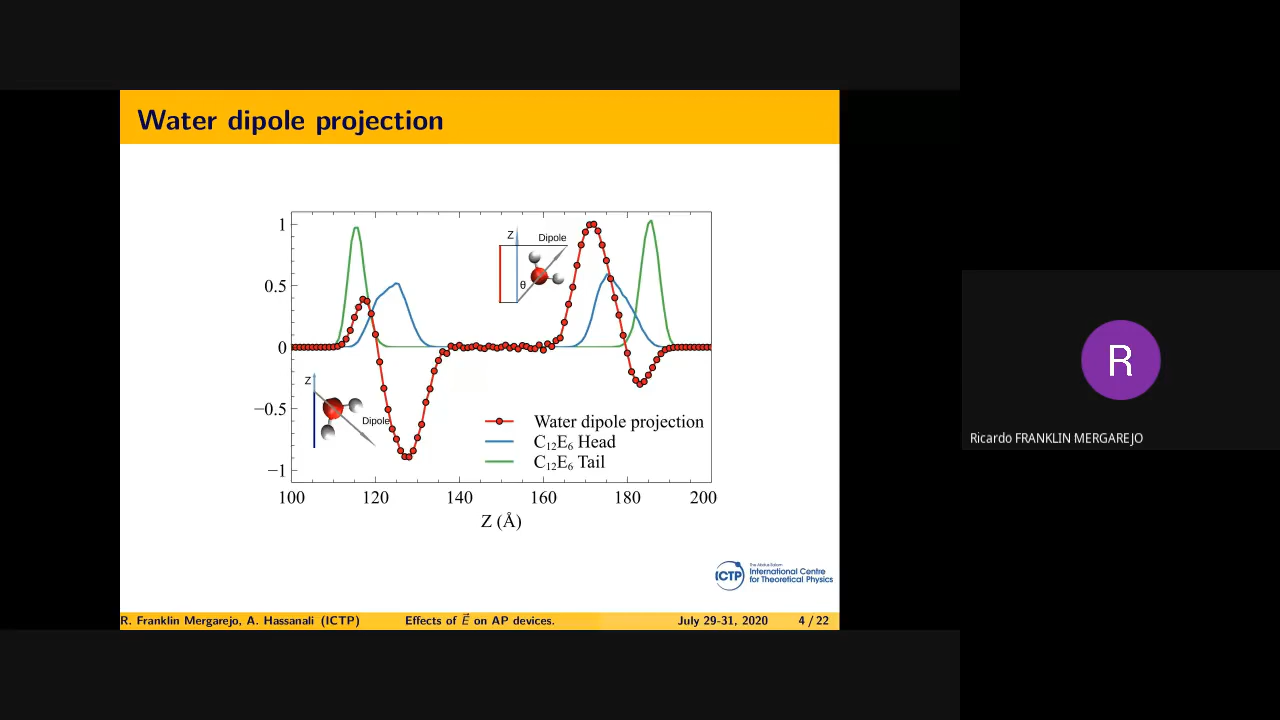 Water dipole projection
1
0.5
0
−0.5
−1
Z
Dipole
θ
Z
Dipole
Water dipole projection
C₁₂E₆ Head
C₁₂E₆ Tail
100 120 140 160 180 200
Z (Å)
The Abdus Salam
International Centre
for Theoretical Physics
ICTP
R. Franklin Mergarejo, A. Hassanali (ICTP) Effects of E⃗ on AP devices. July 29-31, 2020 4 / 22
R
Ricardo FRANKLIN MERGAREJO